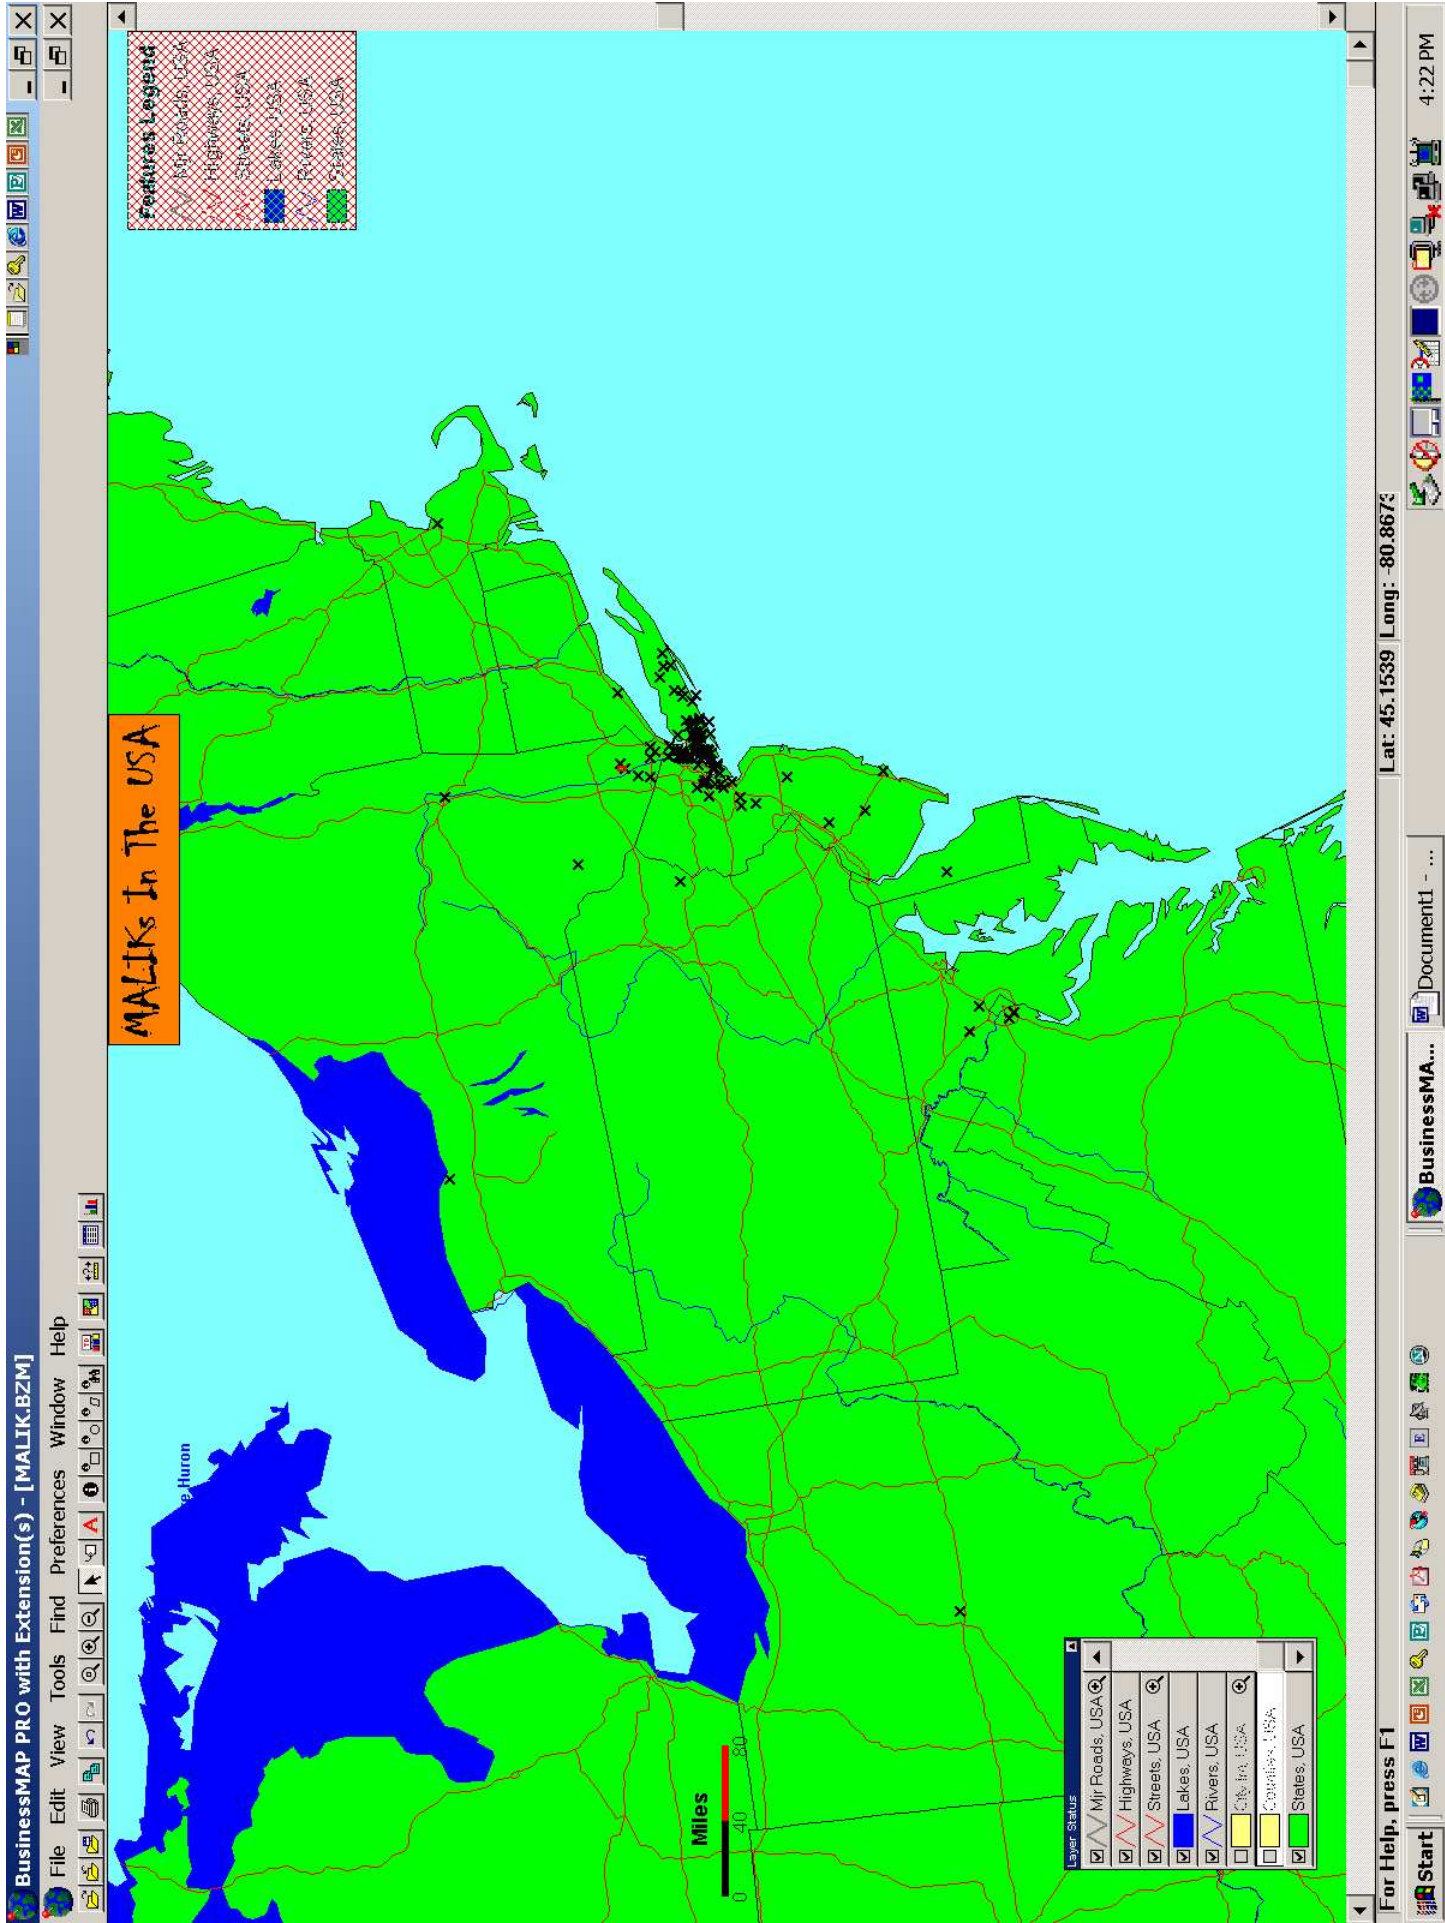 BusinessMAP PRO with Extension(s) - [MALIK.BZM]
File Edit View Tools Find Preferences Window Help
MALIKs In The USA
Features Legend
Mjr Roads, USA
Highways, USA
Streets, USA
Lakes, USA
Rivers, USA
States, USA
e Huron
Miles
0 40 80
Layer Status
Mjr Roads, USA
Highways, USA
Streets, USA
Lakes, USA
Rivers, USA
Counties, USA
States, USA
For Help, press F1
Lat: 45.1539 Long: -80.867
Start
BusinessMA...
Document1 - ...
4:22 PM